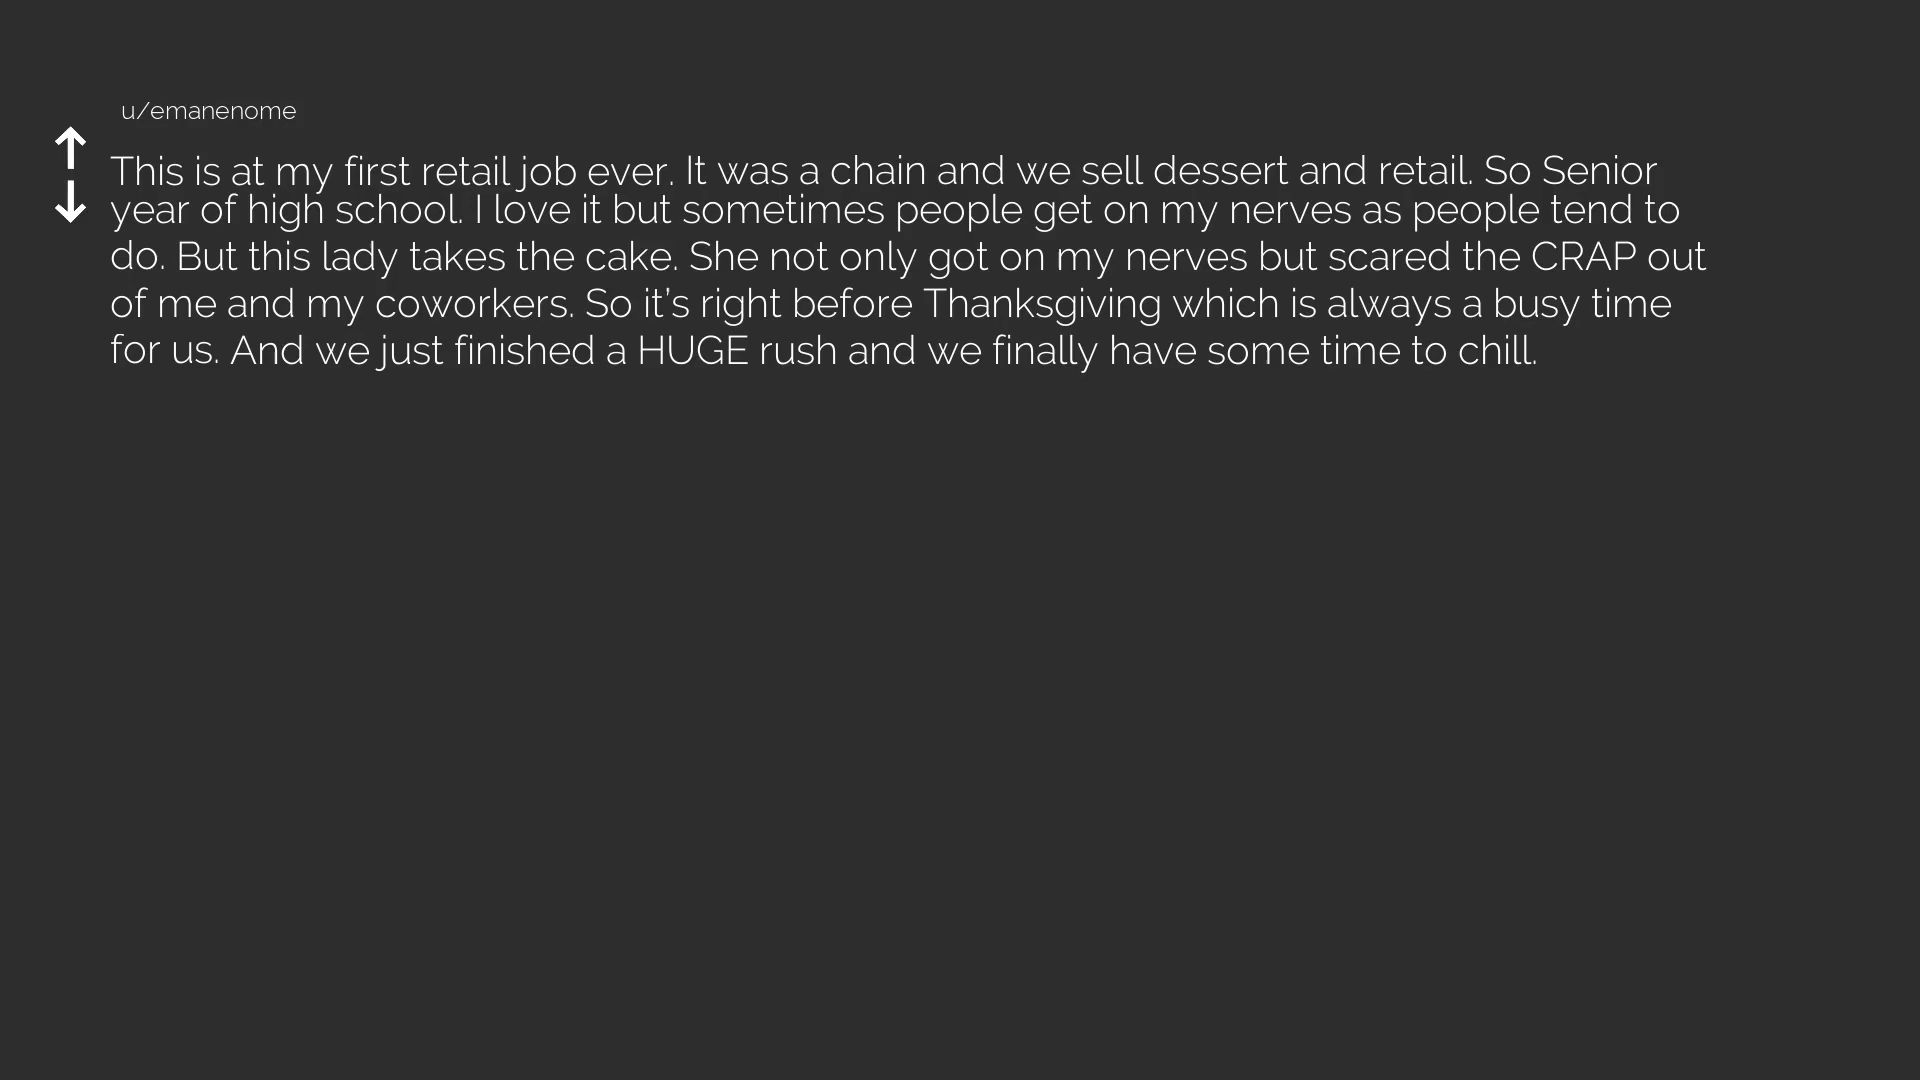 u/emanenome
This is at my first retail job ever. It was a chain and we sell dessert and retail. So Senior
year of high school. I love it but sometimes people get on my nerves as people tend to
do. But this lady takes the cake. She not only got on my nerves but scared the CRAP out
of me and my coworkers. So it’s right before Thanksgiving which is always a busy time
for us. And we just finished a HUGE rush and we finally have some time to chill.